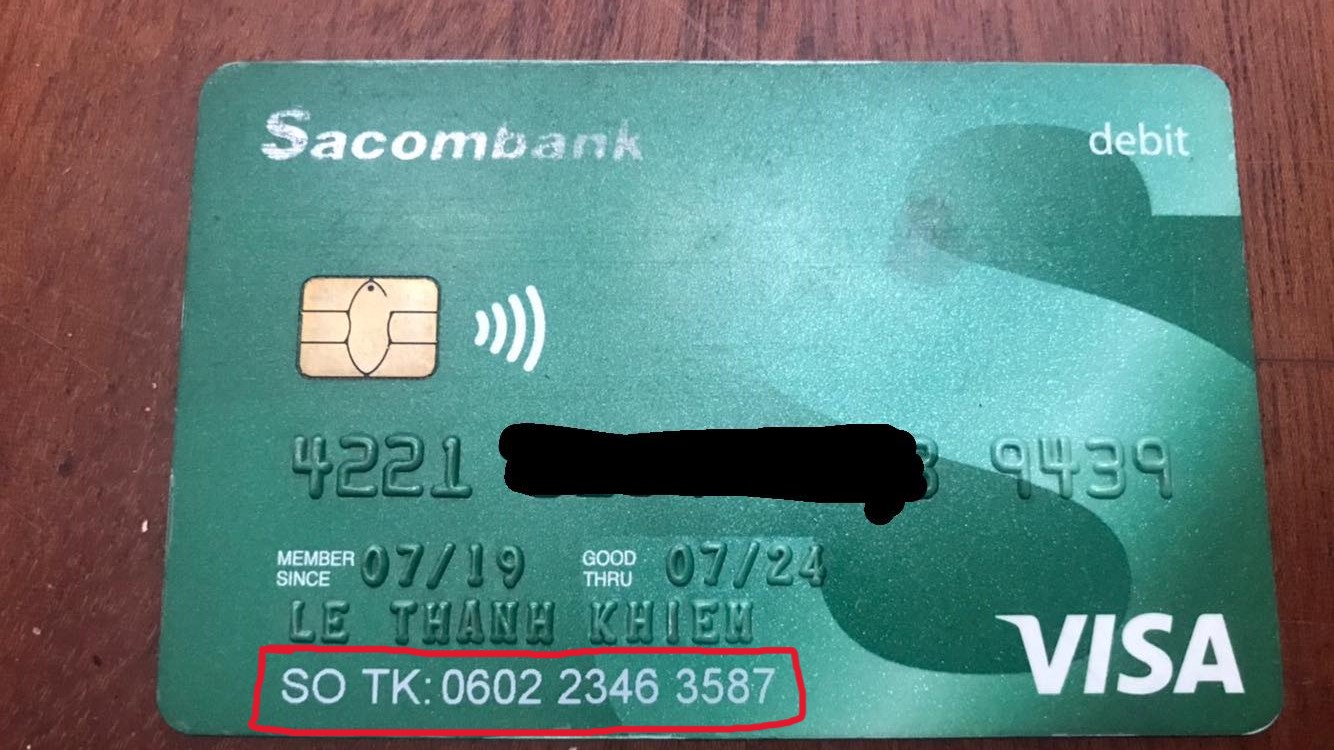 Sacombank
debit
4221 9439
MEMBER SINCE 07/19 GOOD THRU 07/24
LE THANH KHIEM
SO TK: 0602 2346 3587
VISA